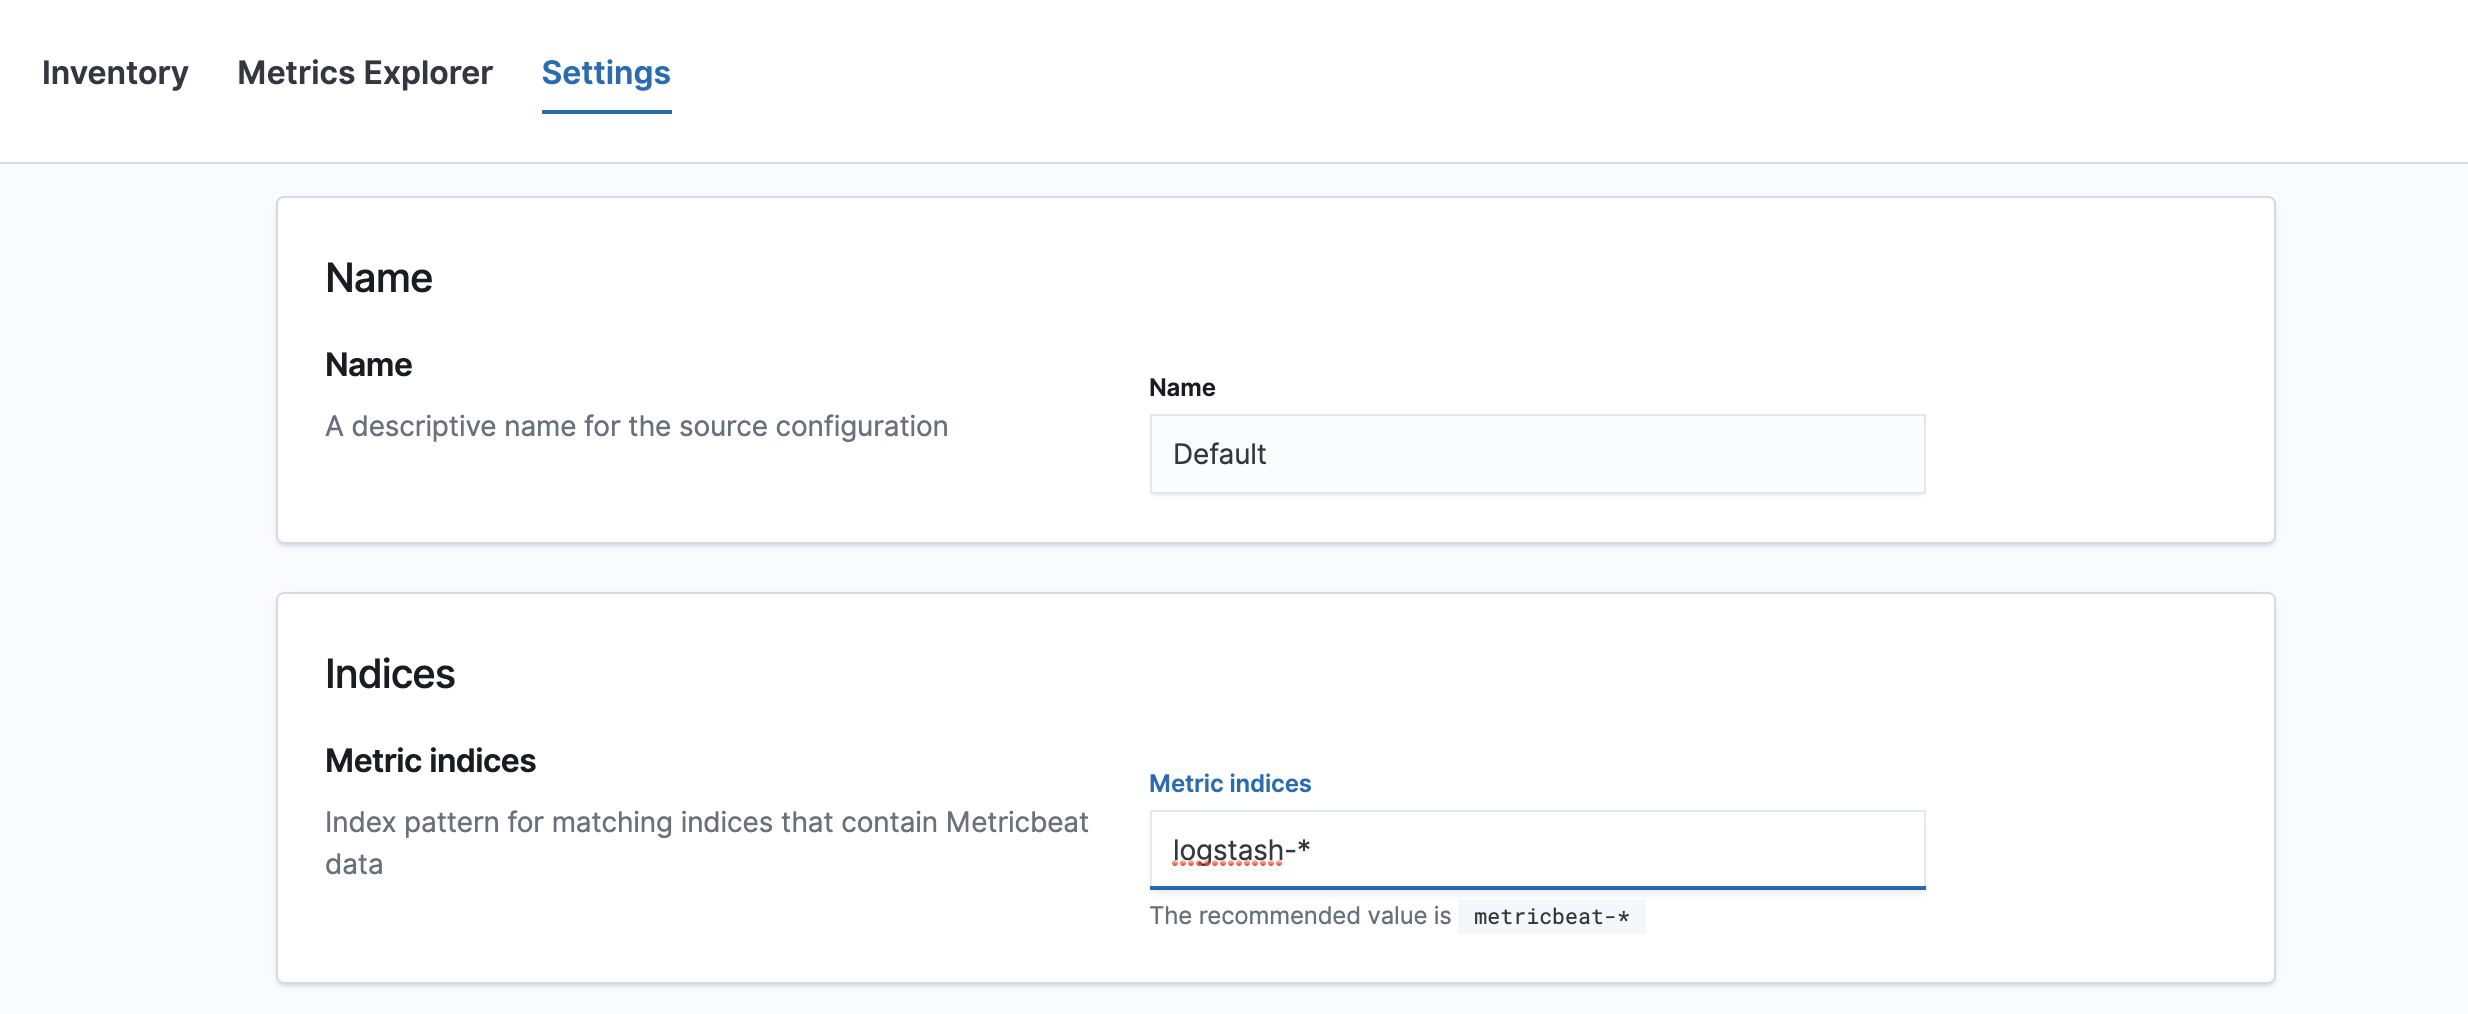 Inventory Metrics Explorer Settings
Name
Name
A descriptive name for the source configuration
Name
Default
Indices
Metric indices
Index pattern for matching indices that contain Metricbeat
data
Metric indices
logstash-*
The recommended value is metricbeat-*